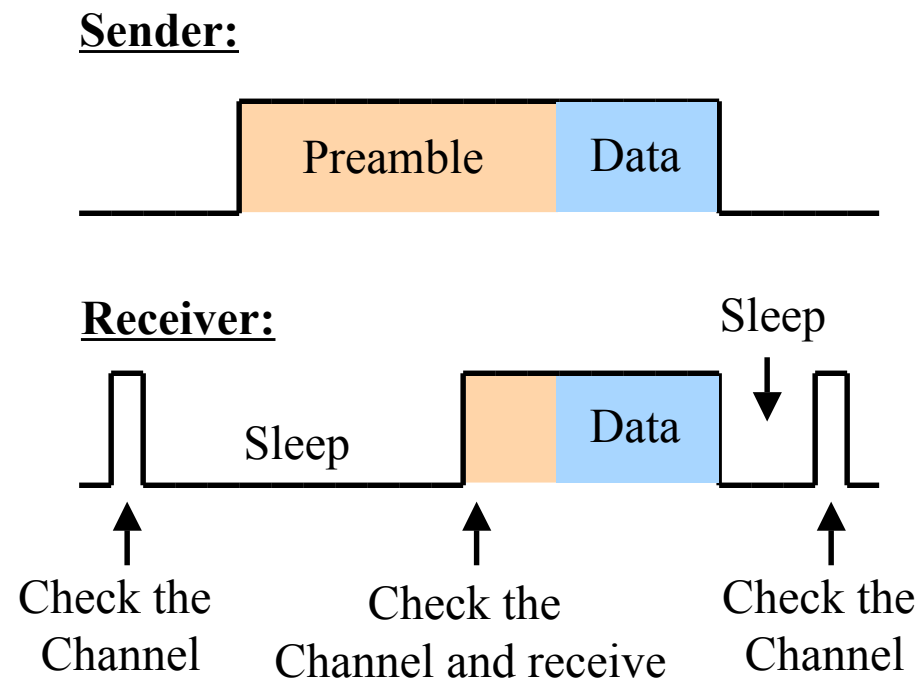 Sender:
Preamble
Data
Receiver:
Sleep
Sleep
Data
Check the
Channel
Check the
Channel and receive
Check the
Channel